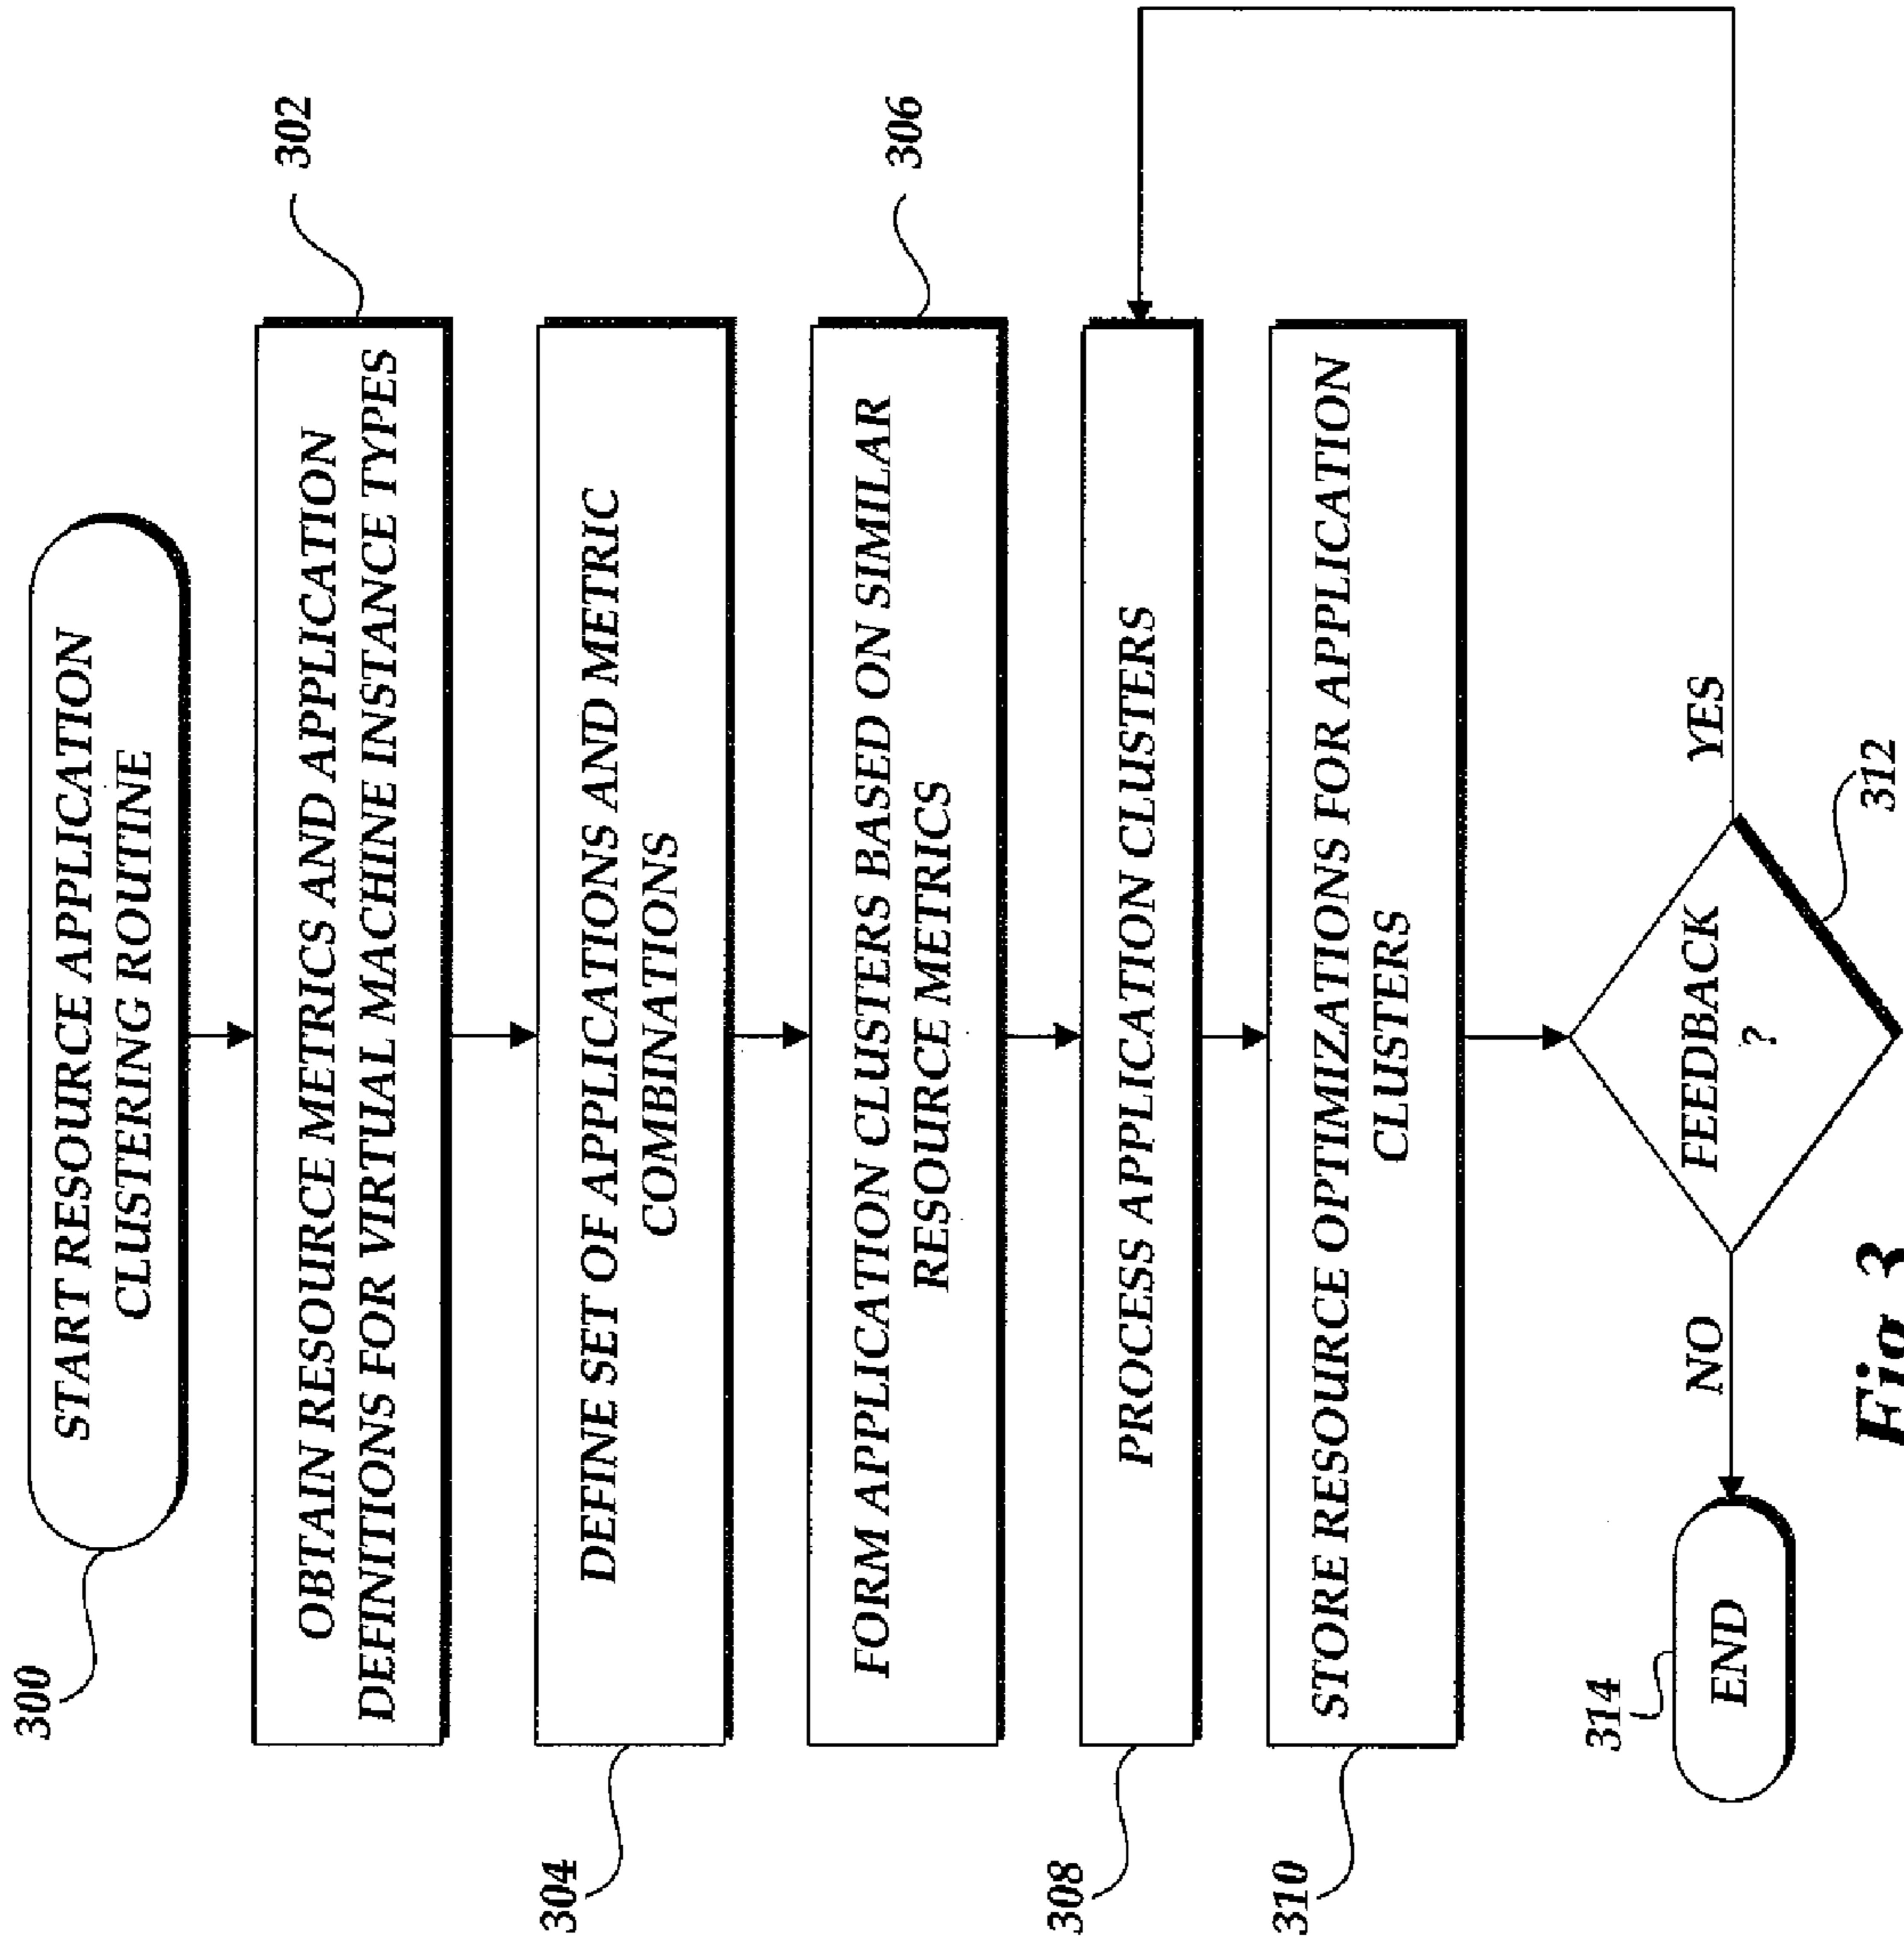 300
START RESOURCE APPLICATION
CLUSTERING ROUTINE
302
OBTAIN RESOURCE METRICS AND APPLICATION
DEFINITIONS FOR VIRTUAL MACHINE INSTANCE TYPES
304
DEFINE SET OF APPLICATIONS AND METRIC
COMBINATIONS
306
FORM APPLICATION CLUSTERS BASED ON SIMILAR
RESOURCE METRICS
308
PROCESS APPLICATION CLUSTERS
310
STORE RESOURCE OPTIMIZATIONS FOR APPLICATION
CLUSTERS
312
FEEDBACK
?
YES
NO
314
END
Fig. 3